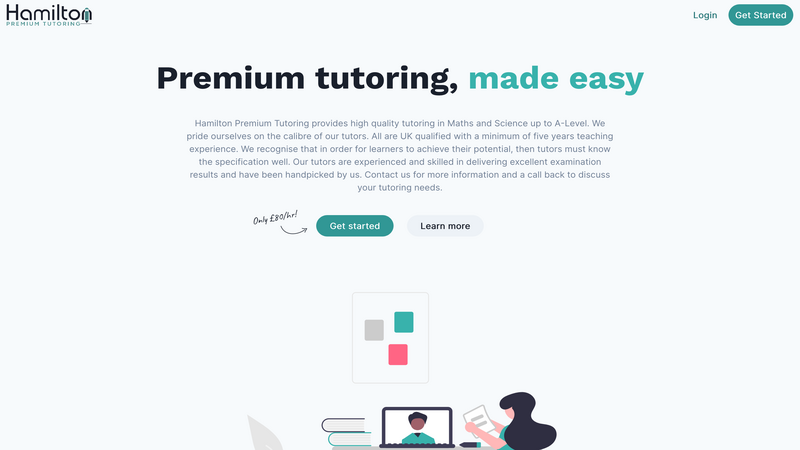 Hamilton
PREMIUM TUTORING
Login
Get Started
Premium tutoring, made easy
Hamilton Premium Tutoring provides high quality tutoring in Maths and Science up to A-Level. We
pride ourselves on the calibre of our tutors. All are UK qualified with a minimum of five years teaching
experience. We recognise that in order for learners to achieve their potential, then tutors must know
the specification well. Our tutors are experienced and skilled in delivering excellent examination
results and have been handpicked by us. Contact us for more information and a call back to discuss
your tutoring needs.
Only £80/hr!
Get started
Learn more